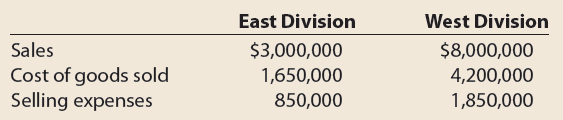 East Division West Division
Sales $3,000,000 $8,000,000
Cost of goods sold 1,650,000 4,200,000
Selling expenses 850,000 1,850,000